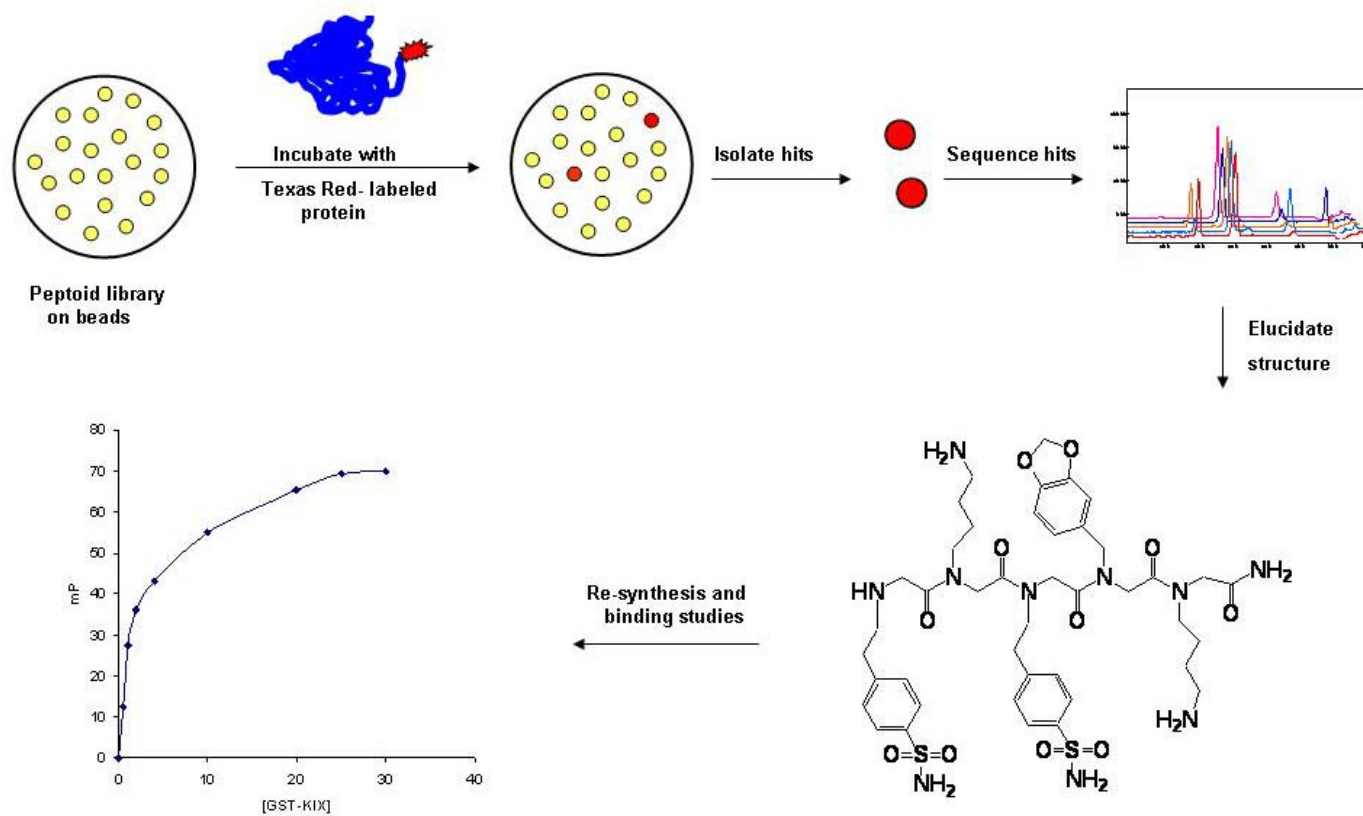 Incubate with
Texas Red- labeled
protein
Isolate hits
Sequence hits
Peptoid library
on beads
Elucidate
structure
80
70
60
50
40
30
20
10
0
mP
0 10 20 30 40
[GST-KIX]
Re-synthesis and
binding studies
H2N
O O
O O NH2
HN N N N N
O O O
H2N
O=S=O O=S=O
NH2 NH2